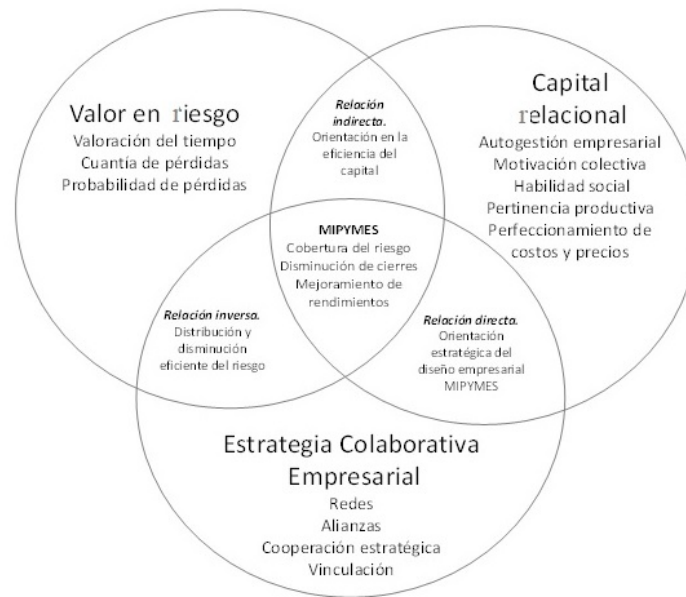 Valor en riesgo
Valoración del tiempo
Cuantía de pérdidas
Probabilidad de pérdidas
Relación
indirecta.
Orientación en la
eficiencia del
capital
Capital
relacional
Autogestión empresarial
Motivación colectiva
Habilidad social
Pertinencia productiva
Perfeccionamiento de
costos y precios
MIPYMES
Cobertura del riesgo
Disminución de cierres
Mejoramiento de
rendimientos
Relación inversa.
Distribución y
disminución
eficiente del riesgo
Relación directa.
Orientación
estratégica del
diseño empresarial
MIPYMES
Estrategia Colaborativa
Empresarial
Redes
Alianzas
Cooperación estratégica
Vinculación